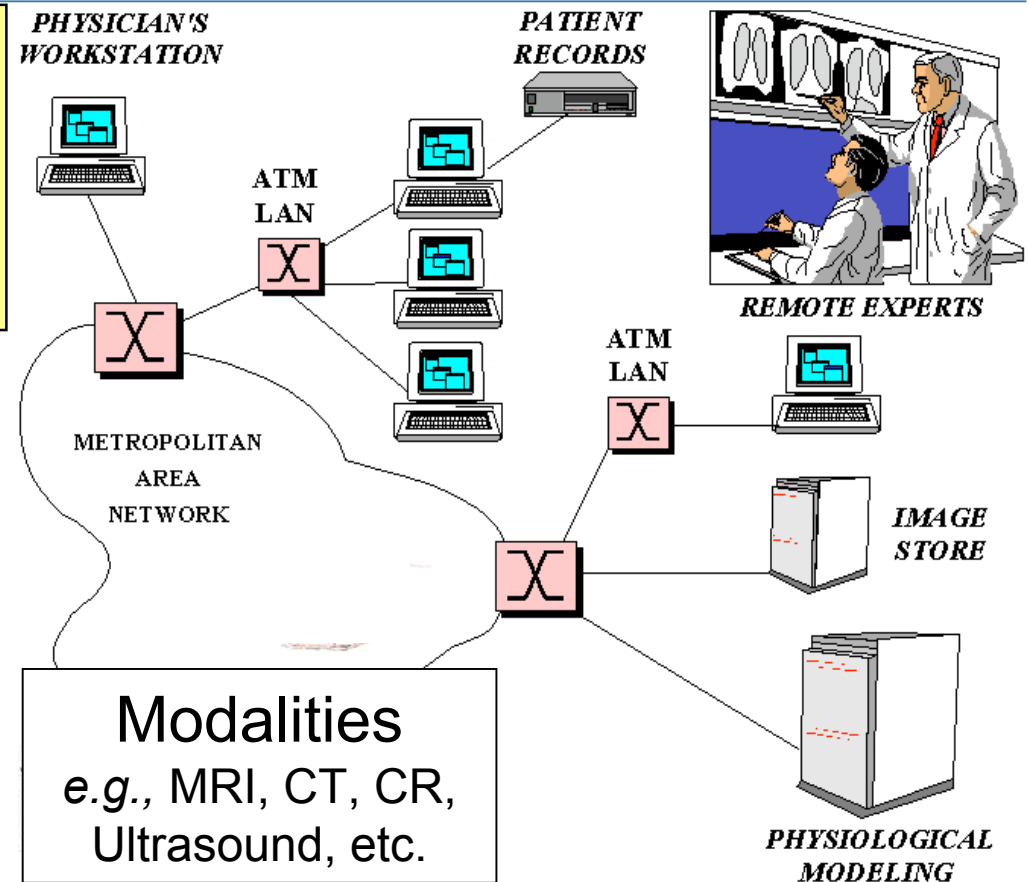 PHYSICIAN'S
WORKSTATION
PATIENT
RECORDS
ATM
LAN
REMOTE EXPERTS
ATM
LAN
METROPOLITAN
AREA
NETWORK
IMAGE
STORE
Modalities
e.g., MRI, CT, CR,
Ultrasound, etc.
PHYSIOLOGICAL
MODELING